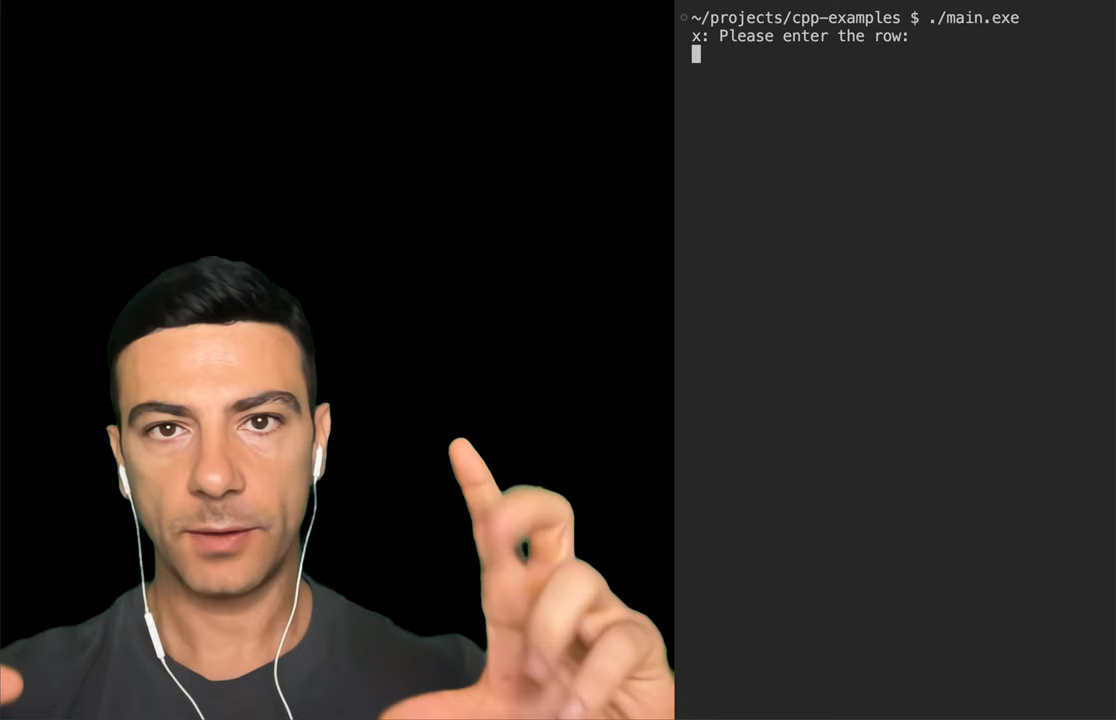 ~/projects/cpp-examples $ ./main.exe
x: Please enter the row: